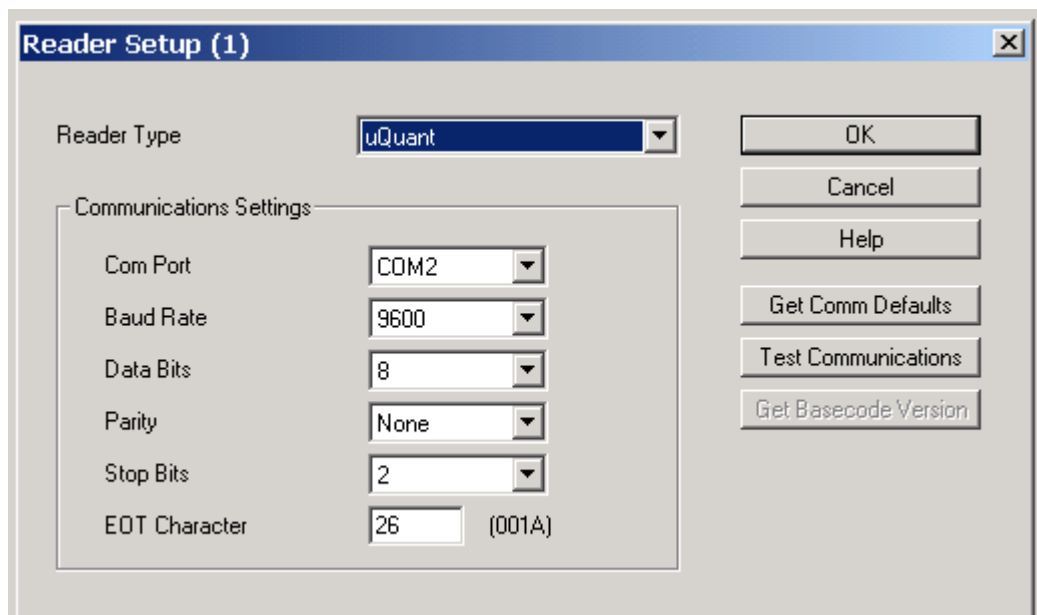 Reader Setup (1)
Reader Type uQuant
OK
Cancel
Help
Communications Settings
Com Port COM2
Baud Rate 9600
Data Bits 8
Parity None
Stop Bits 2
EOT Character 26 (001A)
Get Comm Defaults
Test Communications
Get Basecode Version